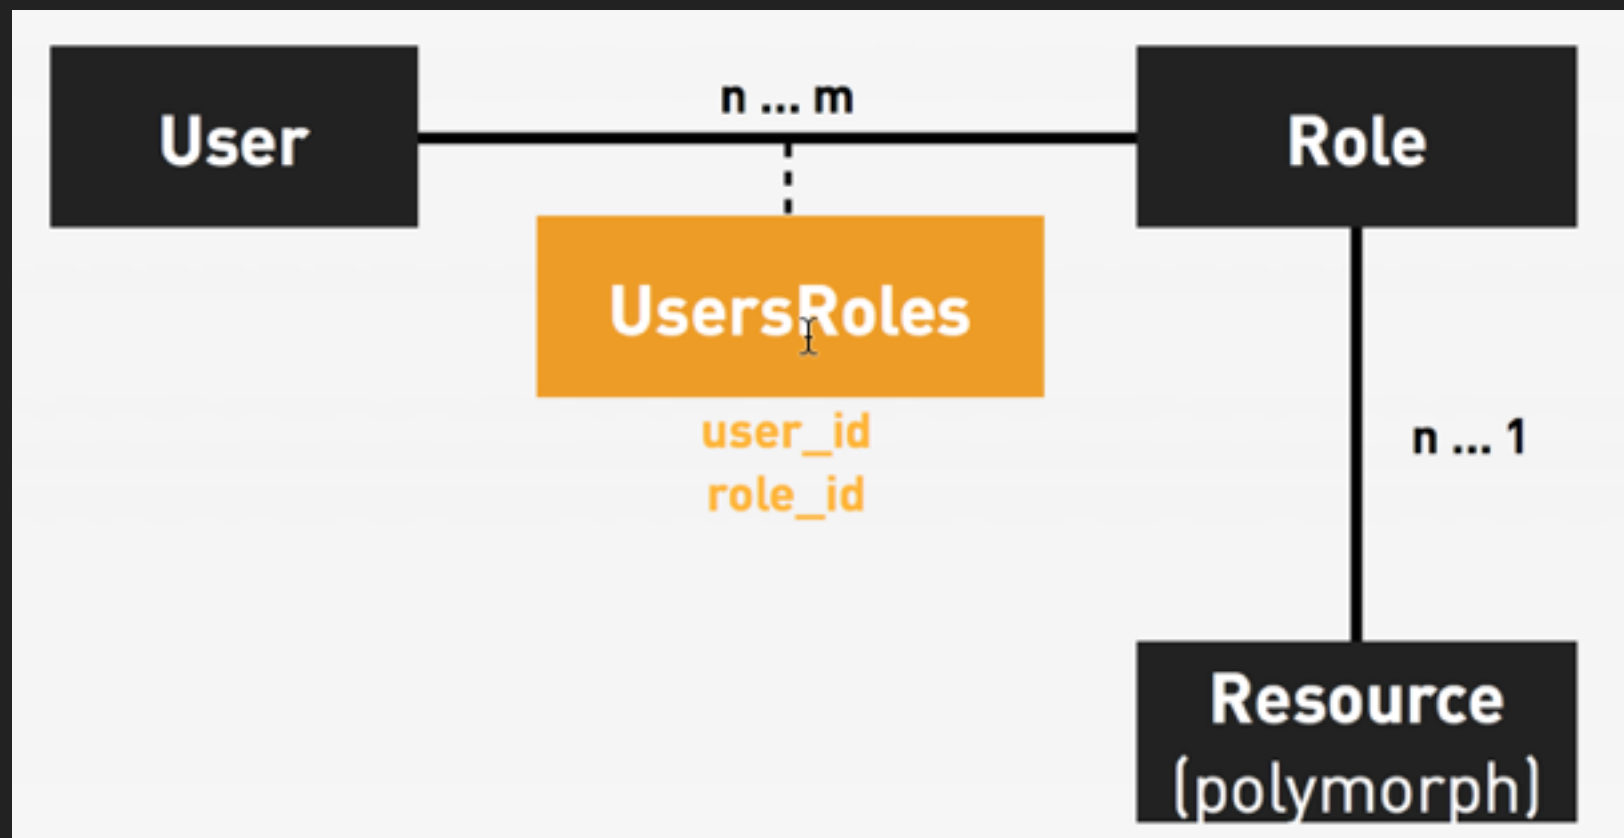 User
n ... m
Role
UsersRoles
user_id
role_id
n ... 1
Resource
(polymorph)